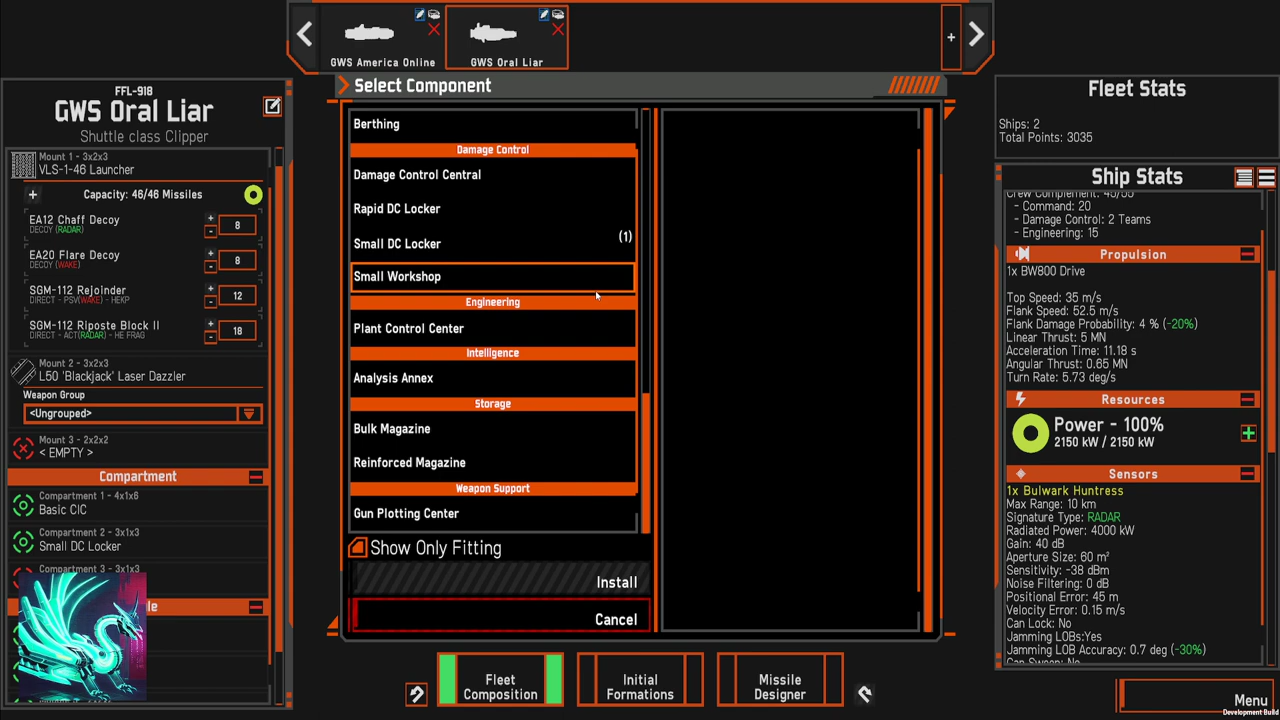 GWS America Online
GWS Oral Liar
+
FFL-918
GWS Oral Liar
Shuttle class Clipper
Mount 1 - 3x2x3
VLS-1-46 Launcher
+
Capacity: 46/46 Missiles
EA12 Chaff Decoy
DECOY (RADAR)
+
-
8
EA20 Flare Decoy
DECOY (WAKE)
+
-
8
SGM-112 Rejoinder
DIRECT - PSV(WAKE) - HEKP
+
-
12
SGM-112 Riposte Block II
DIRECT - ACT(RADAR) - HE FRAG
+
-
18
Mount 2 - 3x2x3
L50 'Blackjack' Laser Dazzler
Weapon Group
<Ungrouped>
Mount 3 - 2x2x2
< EMPTY >
Compartment
Compartment 1 - 4x1x6
Basic CIC
Compartment 2 - 3x1x3
Small DC Locker
Compartment 3 - 3x1x3
Select Component
Berthing
Damage Control
Damage Control Central
Rapid DC Locker
Small DC Locker
(1)
Small Workshop
Engineering
Plant Control Center
Intelligence
Analysis Annex
Storage
Bulk Magazine
Reinforced Magazine
Weapon Support
Gun Plotting Center
Show Only Fitting
Install
Cancel
Fleet Composition
Initial Formations
Missile Designer
Fleet Stats
Ships: 2
Total Points: 3035
Ship Stats
Crew Complement: 45/55
- Command: 20
- Damage Control: 2 Teams
- Engineering: 15
Propulsion
1x BW800 Drive
Top Speed: 35 m/s
Flank Speed: 52.5 m/s
Flank Damage Probability: 4 % (-20%)
Linear Thrust: 5 MN
Acceleration Time: 11.18 s
Angular Thrust: 0.65 MN
Turn Rate: 5.73 deg/s
Resources
Power - 100%
2150 kW / 2150 kW
Sensors
1x Bulwark Huntress
Max Range: 10 km
Signature Type: RADAR
Radiated Power: 4000 kW
Gain: 40 dB
Aperture Size: 60 m²
Sensitivity: -38 dBm
Noise Filtering: 0 dB
Positional Error: 45 m
Velocity Error: 0.15 m/s
Can Lock: No
Jamming LOBs:Yes
Jamming LOB Accuracy: 0.7 deg (-30%)
Can Sweep: No
Menu
Development Build